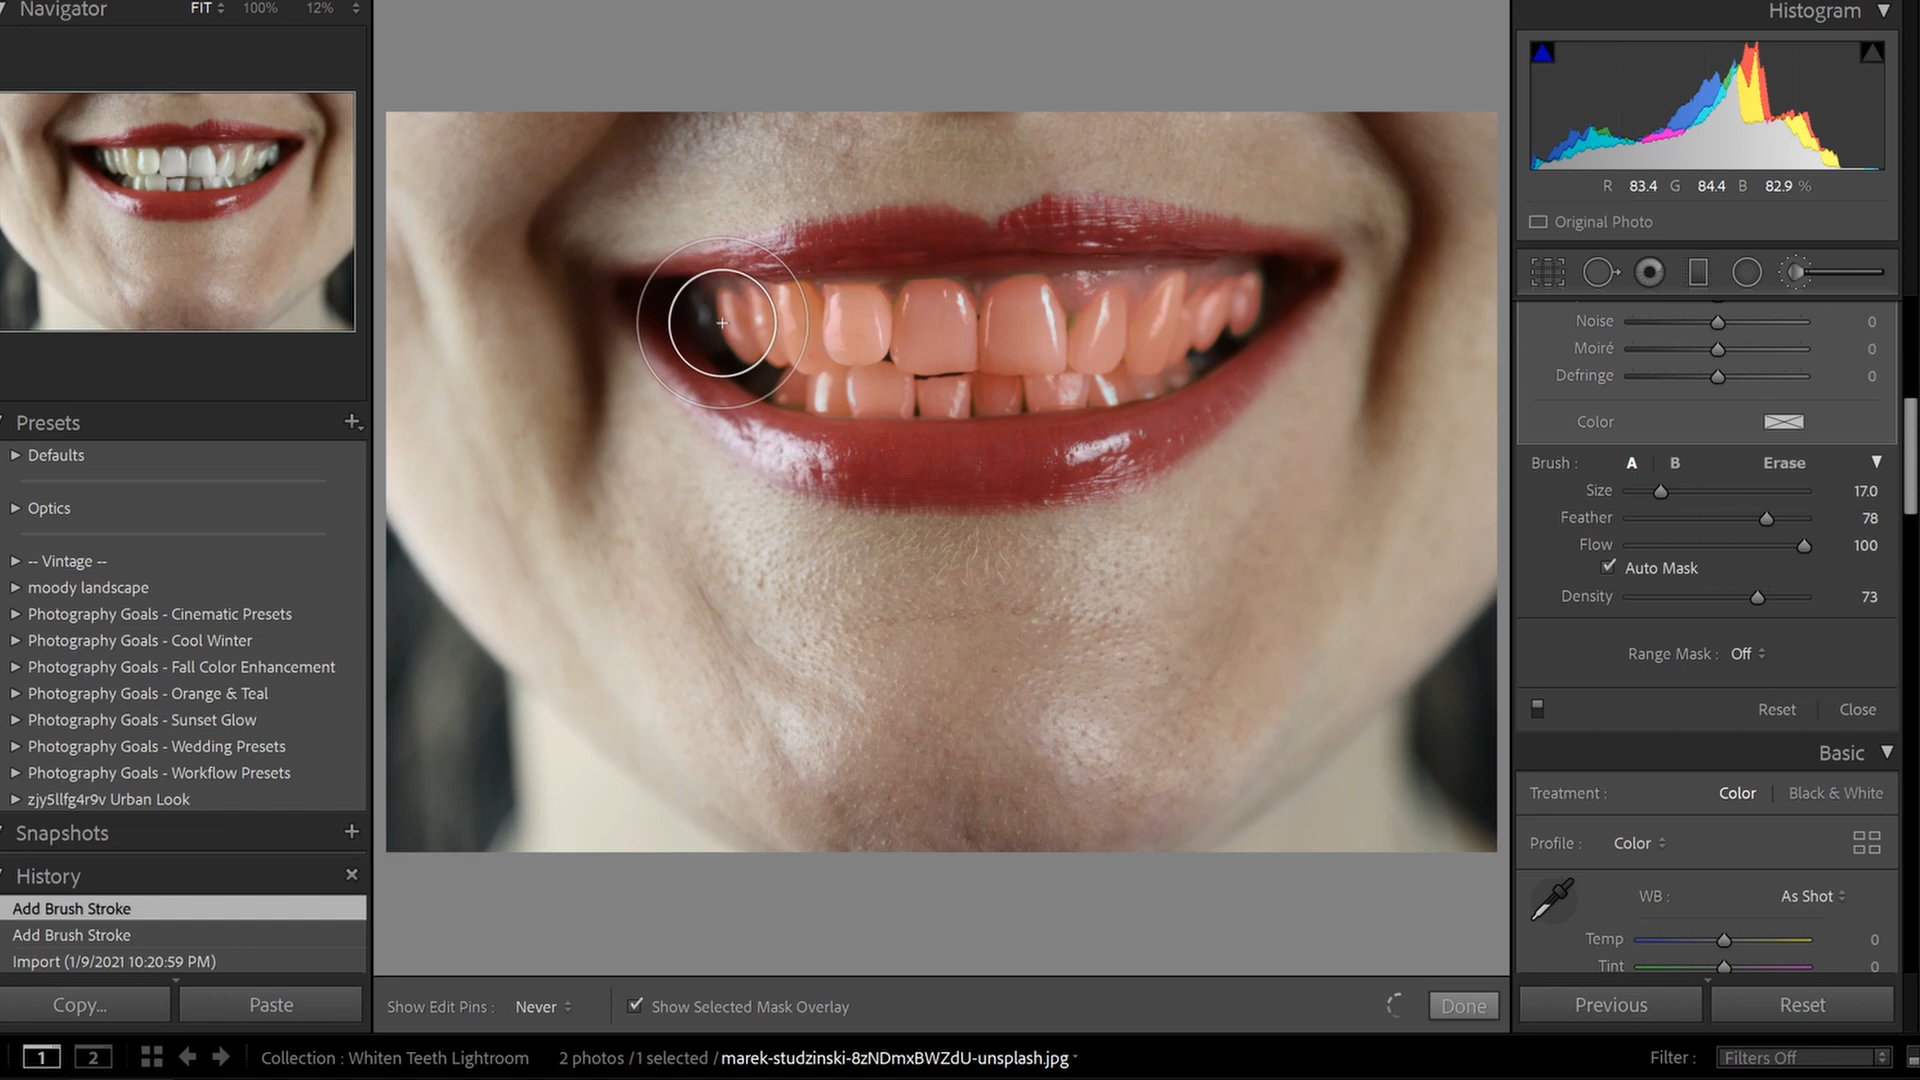 Navigator
FIT 100% 12%
Presets
Defaults
Optics
-- Vintage --
moody landscape
Photography Goals - Cinematic Presets
Photography Goals - Cool Winter
Photography Goals - Fall Color Enhancement
Photography Goals - Orange & Teal
Photography Goals - Sunset Glow
Photography Goals - Wedding Presets
Photography Goals - Workflow Presets
zjy5llfg4r9v Urban Look
Snapshots
History
Add Brush Stroke
Add Brush Stroke
Import (1/9/2021 10:20:59 PM)
Copy... Paste
Show Edit Pins : Never Show Selected Mask Overlay Done
Histogram
R 83.4 G 84.4 B 82.9 %
Original Photo
Noise 0
Moiré 0
Defringe 0
Color
Brush : A B Erase
Size 17.0
Feather 78
Flow 100
Auto Mask
Density 73
Range Mask : Off
Reset Close
Basic
Treatment : Color Black & White
Profile : Color
WB : As Shot
Temp 0
Tint 0
Previous Reset
1 2 Collection : Whiten Teeth Lightroom 2 photos / 1 selected / marek-studzinski-8zNDmxBWZdU-unsplash.jpg Filter : Filters Off